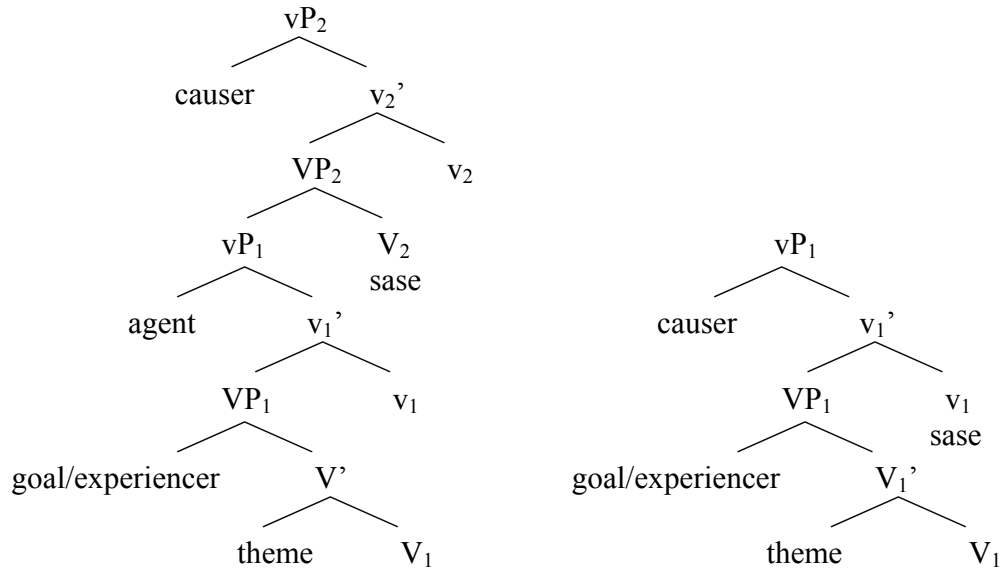 vP₂
causer v₂’
VP₂ v₂
vP₁ V₂ vP₁
sase
agent v₁’ causer v₁’
VP₁ v₁ VP₁ v₁
sase
goal/experiencer V’ goal/experiencer V₁’
theme V₁ theme V₁